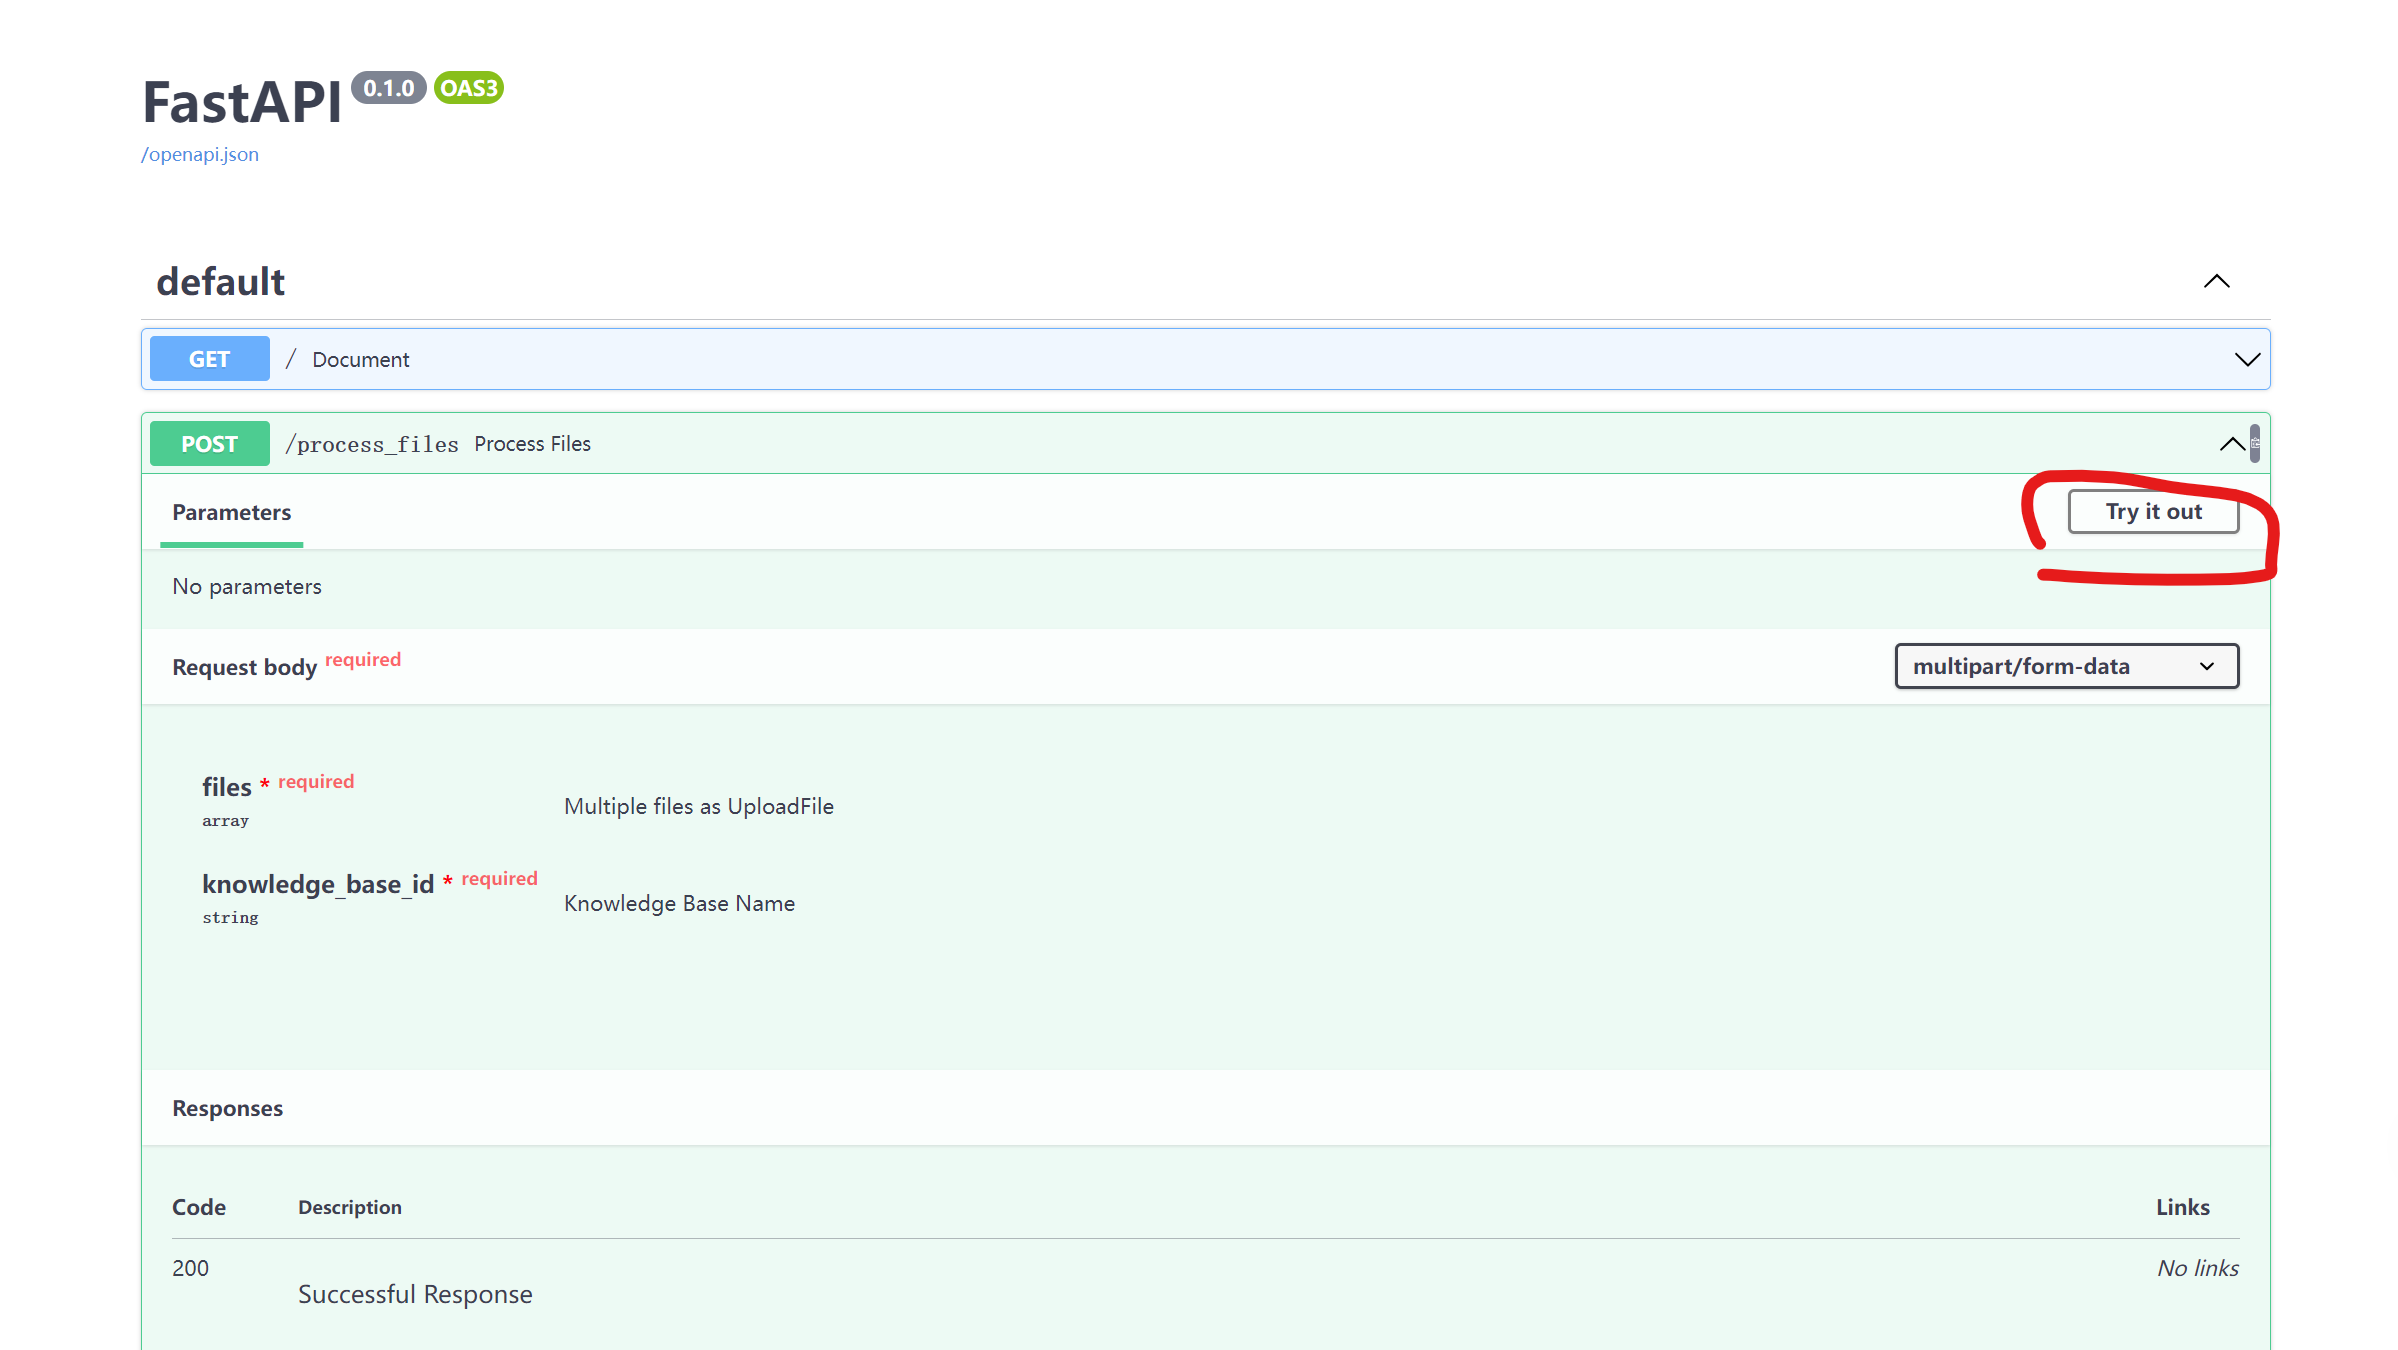 FastAPI 0.1.0 OAS3
/openapi.json
default
GET / Document
POST /process_files Process Files
Parameters
Try it out
No parameters
Request body required
multipart/form-data
files * required
array
Multiple files as UploadFile
knowledge_base_id * required
string
Knowledge Base Name
Responses
Code Description Links
200 Successful Response No links